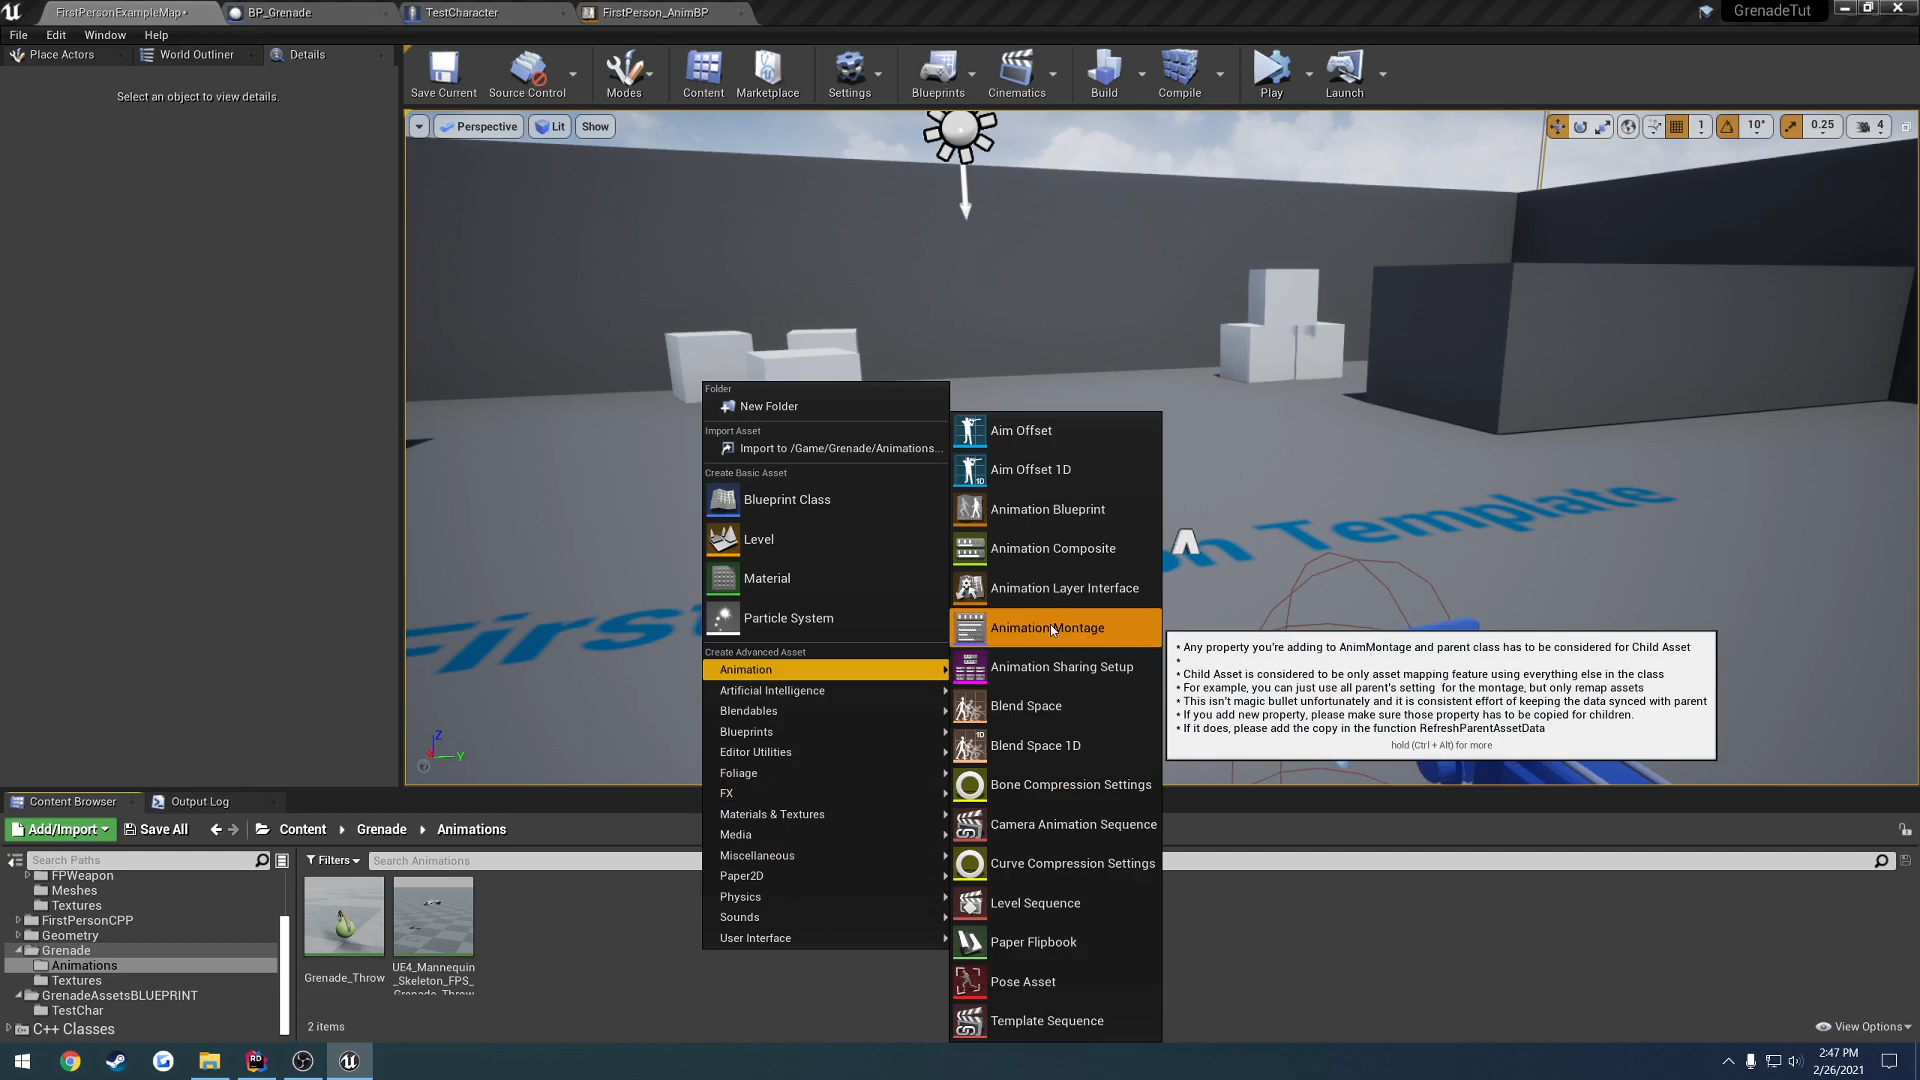 FirstPersonExampleMap•
BP_Grenade
TestCharacter
FirstPerson_AnimBP
GrenadeTut
File
Edit
Window
Help
Place Actors
World Outliner
Details
Select an object to view details.
Save Current
Source Control
Modes
Content
Marketplace
Settings
Blueprints
Cinematics
Build
Compile
Play
Launch
Perspective
Lit
Show
1
10°
0.25
4
First
on Template
Z
Y
Folder
New Folder
Import Asset
Import to /Game/Grenade/Animations...
Create Basic Asset
Blueprint Class
Level
Material
Particle System
Create Advanced Asset
Animation
Artificial Intelligence
Blendables
Blueprints
Editor Utilities
Foliage
FX
Materials & Textures
Media
Miscellaneous
Paper2D
Physics
Sounds
User Interface
Aim Offset
Aim Offset 1D
Animation Blueprint
Animation Composite
Animation Layer Interface
Animation Montage
Animation Sharing Setup
Blend Space
Blend Space 1D
Bone Compression Settings
Camera Animation Sequence
Curve Compression Settings
Level Sequence
Paper Flipbook
Pose Asset
Template Sequence
* Any property you're adding to AnimMontage and parent class has to be considered for Child Asset
*
* Child Asset is considered to be only asset mapping feature using everything else in the class
* For example, you can just use all parent's setting for the montage, but only remap assets
* This isn't magic bullet unfortunately and it is consistent effort of keeping the data synced with parent
* If you add new property, please make sure those property has to be copied for children.
* If it does, please add the copy in the function RefreshParentAssetData
hold (Ctrl + Alt) for more
Content Browser
Output Log
Add/Import
Save All
Content
Grenade
Animations
Search Paths
Filters
Search Animations
FPWeapon
Meshes
Textures
FirstPersonCPP
Geometry
Grenade
Animations
Textures
GrenadeAssetsBLUEPRINT
TestChar
C++ Classes
Grenade_Throw
UE4_Mannequin
_Skeleton_FPS_
Grenade_Throw
2 items
View Options
2:47 PM
2/26/2021